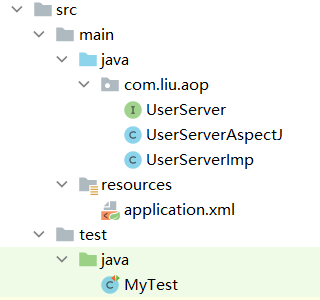 src
main
java
com.liu.aop
I UserServer
C UserServerAspectJ
C UserServerImp
resources
application.xml
test
java
C MyTest